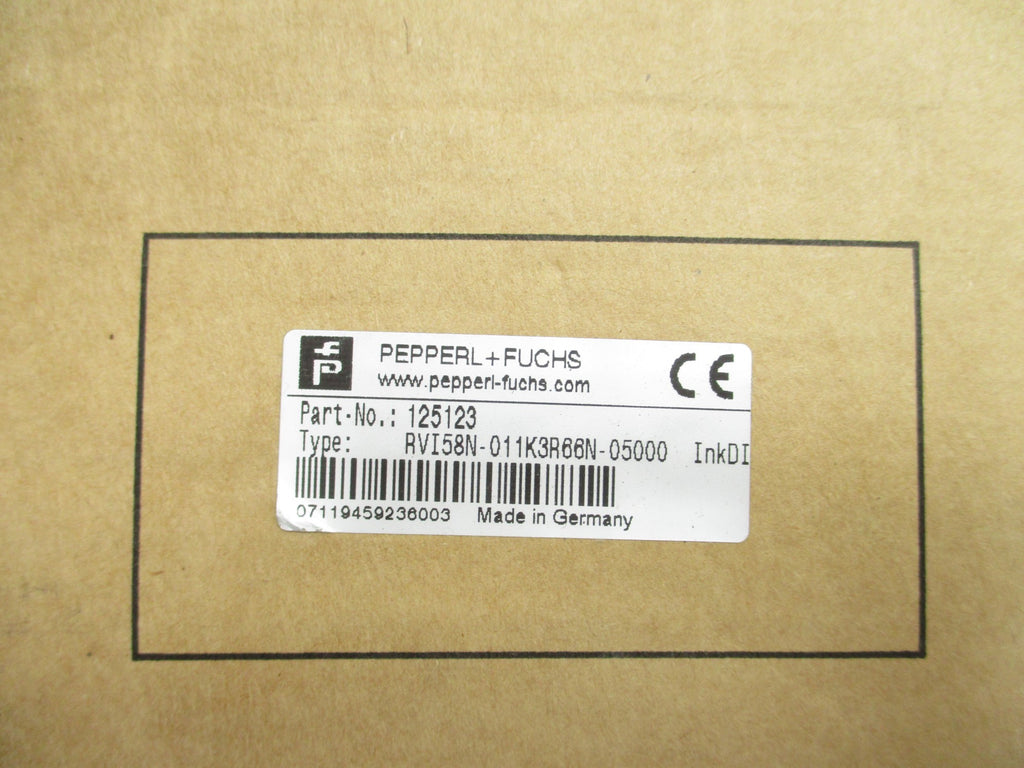 PEPPERL+FUCHS
www.pepperl-fuchs.com
CE
Part-No.: 125123
Type: RVI58N-011K3R66N-05000 InkDI
07119459236003 Made in Germany